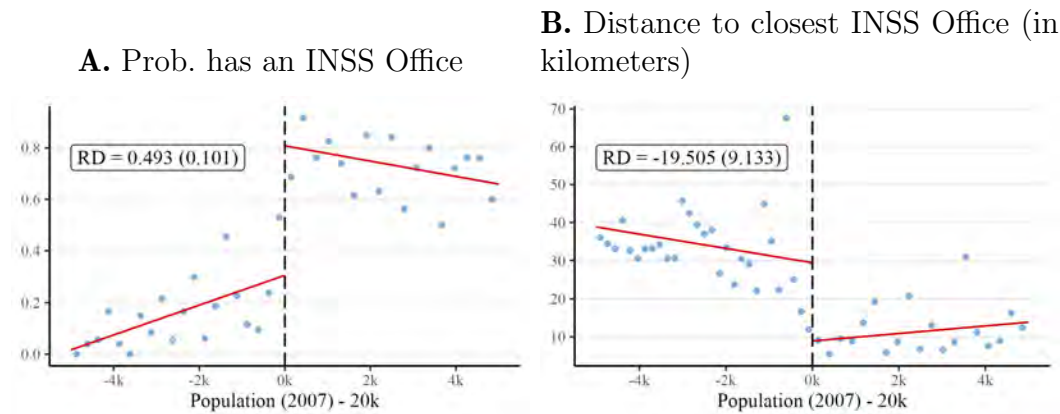 A. Prob. has an INSS Office
0.8
0.6
0.4
0.2
0.0
RD = 0.493 (0.101)
-4k -2k 0k 2k 4k
Population (2007) - 20k
B. Distance to closest INSS Office (in
kilometers)
70
60
50
40
30
20
10
RD = -19.505 (9.133)
-4k -2k 0k 2k 4k
Population (2007) - 20k